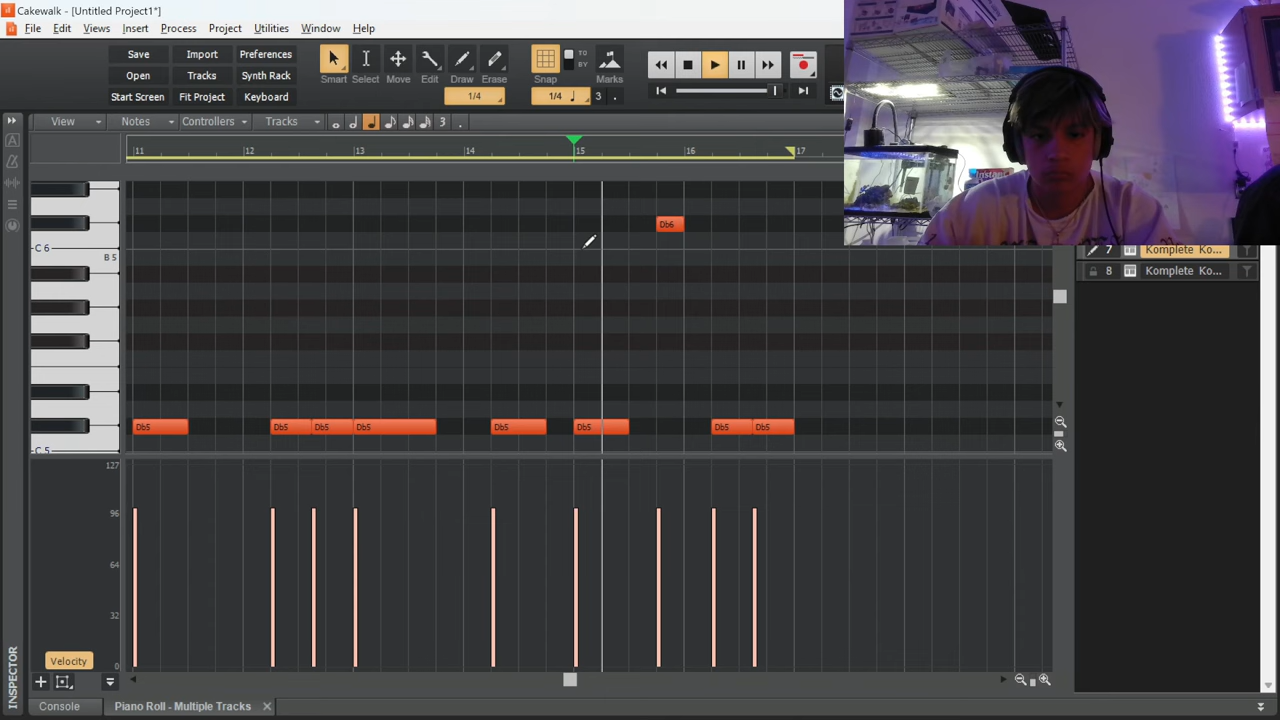 Cakewalk - [Untitled Project1*]
File Edit Views Insert Process Project Utilities Window Help
Save Import Preferences
Open Tracks Synth Rack
Start Screen Fit Project Keyboard
Smart Select Move Edit Draw Erase Snap Marks
TO
BY
1/4 1/4 3 .
View Notes Controllers Tracks 3 .
11 12 13 14 15 16 17
Db6
C 6
B 5
7 Komplete Ko...
8 Komplete Ko...
Db5 Db5 Db5 Db5 Db5 Db5 Db5 Db5
C 5
127
96
64
32
0
Velocity
INSPECTOR
Console Piano Roll - Multiple Tracks